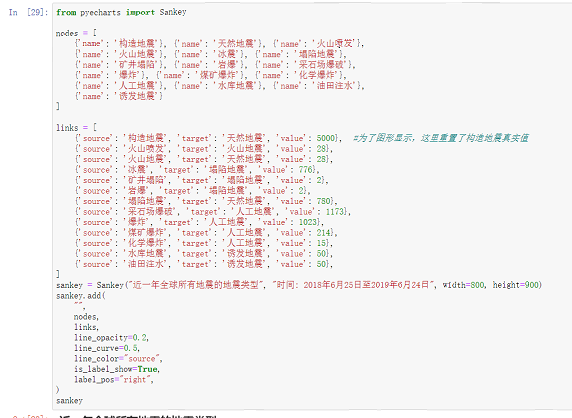 In [29]:
from pyecharts import Sankey
nodes = [
{'name': '构造地震'}, {'name': '天然地震'}, {'name': '火山喷发'},
{'name': '火山地震'}, {'name': '冰震'}, {'name': '塌陷地震'},
{'name': '矿井塌陷'}, {'name': '岩爆'}, {'name': '采石场爆破'},
{'name': '爆炸'}, {'name': '煤矿爆炸'}, {'name': '化学爆炸'},
{'name': '人工地震'}, {'name': '水库地震'}, {'name': '油田注水'},
{'name': '诱发地震'}
]
links = [
{'source': '构造地震', 'target': '天然地震', 'value': 5000}, #为了图形显示，这里重置了构造地震真实值
{'source': '火山喷发', 'target': '火山地震', 'value': 28},
{'source': '火山地震', 'target': '天然地震', 'value': 28},
{'source': '冰震', 'target': '塌陷地震', 'value': 776},
{'source': '矿井塌陷', 'target': '塌陷地震', 'value': 2},
{'source': '岩爆', 'target': '塌陷地震', 'value': 2},
{'source': '塌陷地震', 'target': '天然地震', 'value': 780},
{'source': '采石场爆破', 'target': '人工地震', 'value': 1173},
{'source': '爆炸', 'target': '人工地震', 'value': 1023},
{'source': '煤矿爆炸', 'target': '人工地震', 'value': 214},
{'source': '化学爆炸', 'target': '人工地震', 'value': 15},
{'source': '水库地震', 'target': '诱发地震', 'value': 50},
{'source': '油田注水', 'target': '诱发地震', 'value': 50},
]
sankey = Sankey("近一年全球所有地震的地震类型", "时间: 2018年6月25日至2019年6月24日", width=800, height=900)
sankey.add(
"",
nodes,
links,
line_opacity=0.2,
line_curve=0.5,
line_color="source",
is_label_show=True,
label_pos="right",
)
sankey